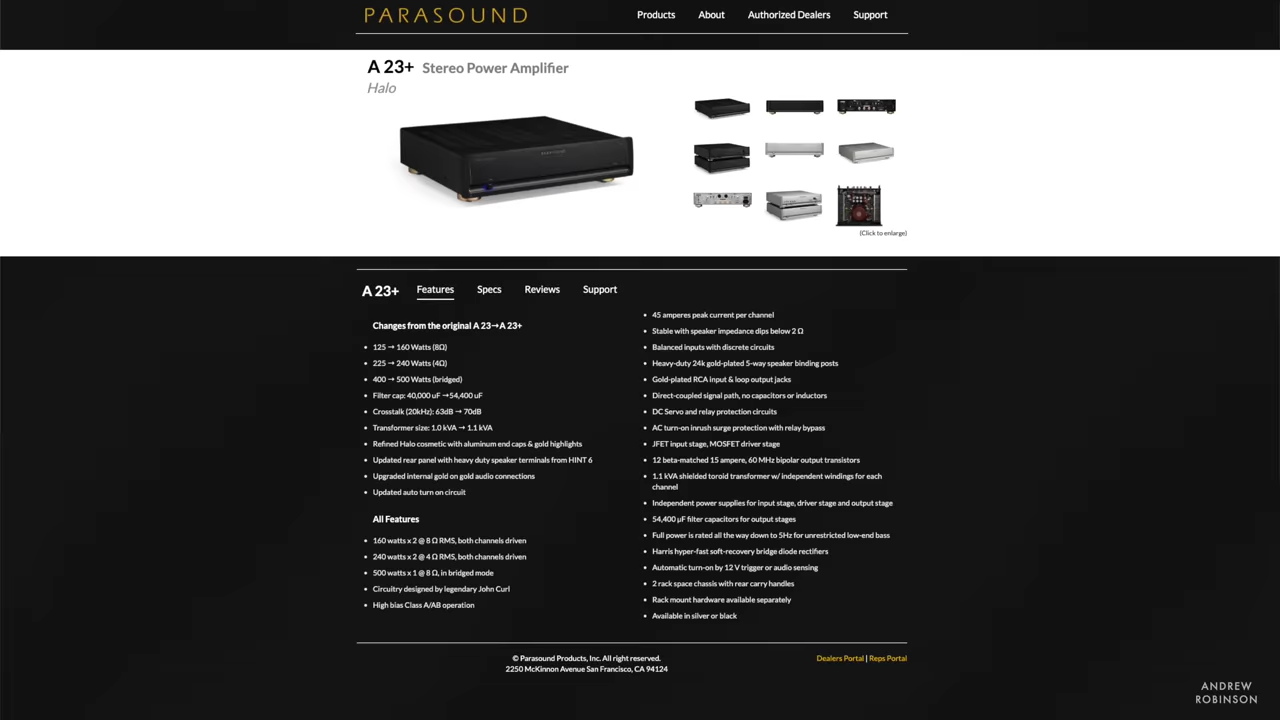 PARASOUND
Products
About
Authorized Dealers
Support
A 23+ Stereo Power Amplifier
Halo
(Click to enlarge)
A 23+
Features
Specs
Reviews
Support
Changes from the original A 23→A 23+
125 → 160 Watts (8Ω)
225 → 240 Watts (4Ω)
400 → 500 Watts (bridged)
Filter cap: 40,000 uF →54,400 uF
Crosstalk (20kHz): 63dB → 70dB
Transformer size: 1.0 kVA → 1.1 kVA
Refined Halo cosmetic with aluminum end caps & gold highlights
Updated rear panel with heavy duty speaker terminals from HINT 6
Upgraded internal gold on gold audio connections
Updated auto turn on circuit
All Features
160 watts x 2 @ 8 Ω RMS, both channels driven
240 watts x 2 @ 4 Ω RMS, both channels driven
500 watts x 1 @ 8 Ω, in bridged mode
Circuitry designed by legendary John Curl
High bias Class A/AB operation
45 amperes peak current per channel
Stable with speaker impedance dips below 2 Ω
Balanced inputs with discrete circuits
Heavy-duty 24k gold-plated 5-way speaker binding posts
Gold-plated RCA input & loop output jacks
Direct-coupled signal path, no capacitors or inductors
DC Servo and relay protection circuits
AC turn-on inrush surge protection with relay bypass
JFET input stage, MOSFET driver stage
12 beta-matched 15 ampere, 60 MHz bipolar output transistors
1.1 kVA shielded toroid transformer w/ independent windings for each
channel
Independent power supplies for input stage, driver stage and output stage
54,400 µF filter capacitors for output stages
Full power is rated all the way down to 5Hz for unrestricted low-end bass
Harris hyper-fast soft-recovery bridge diode rectifiers
Automatic turn-on by 12 V trigger or audio sensing
2 rack space chassis with rear carry handles
Rack mount hardware available separately
Available in silver or black
© Parasound Products, Inc. All right reserved.
2250 McKinnon Avenue San Francisco, CA 94124
Dealers Portal | Reps Portal
ANDREW
ROBINSON